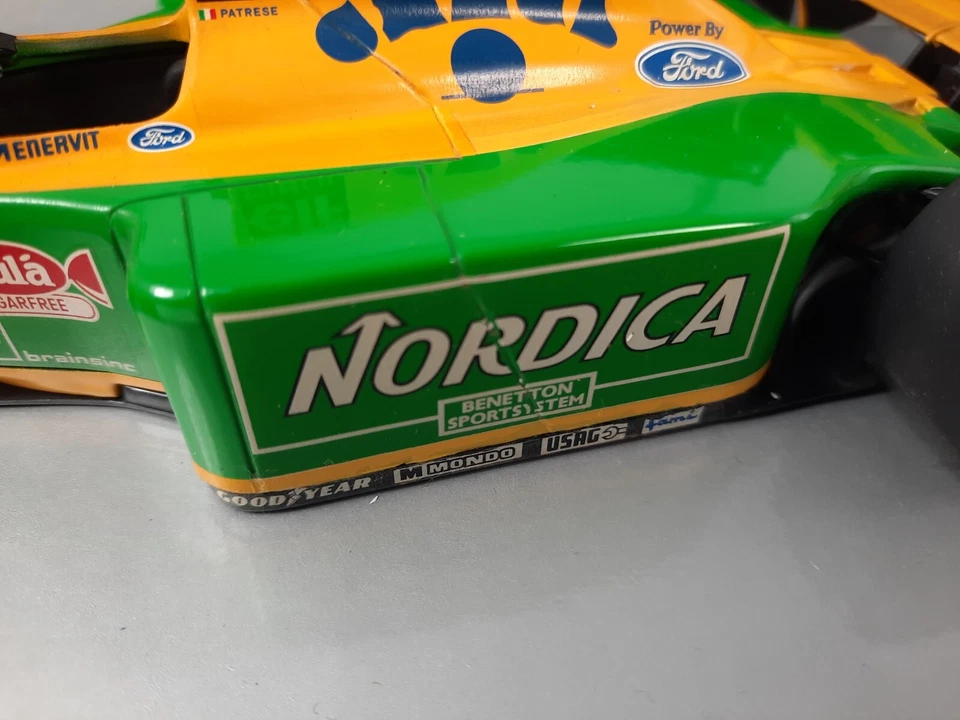 PATRESE
Power By
Ford
ENERVIT
Ford
GARFREE
brainsinc
NORDICA
BENETTON
SPORTSYSTEM
GOODYEAR
M MONDO
USAG